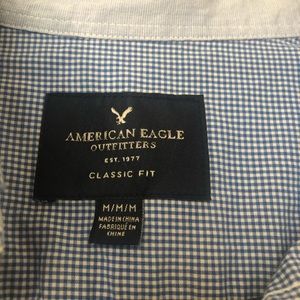 AMERICAN EAGLE
OUTFITTERS
EST. 1977
CLASSIC FIT
M/M/M
MADE IN CHINA
FABRIQUÉ EN
CHINE